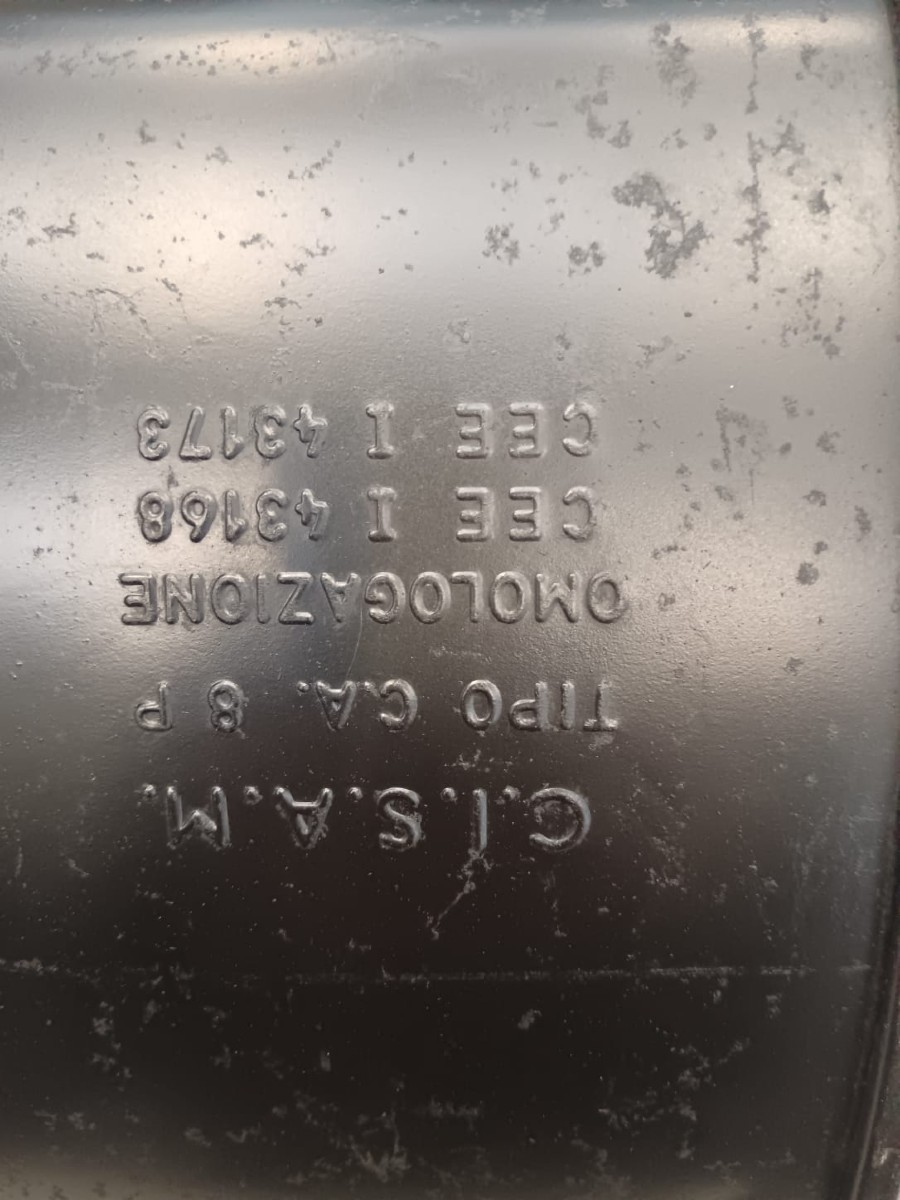 C.I.S.A.M.
TIPO C.A. 8 P
OMOLOGAZIONE
CEE I 43168
CEE I 43173